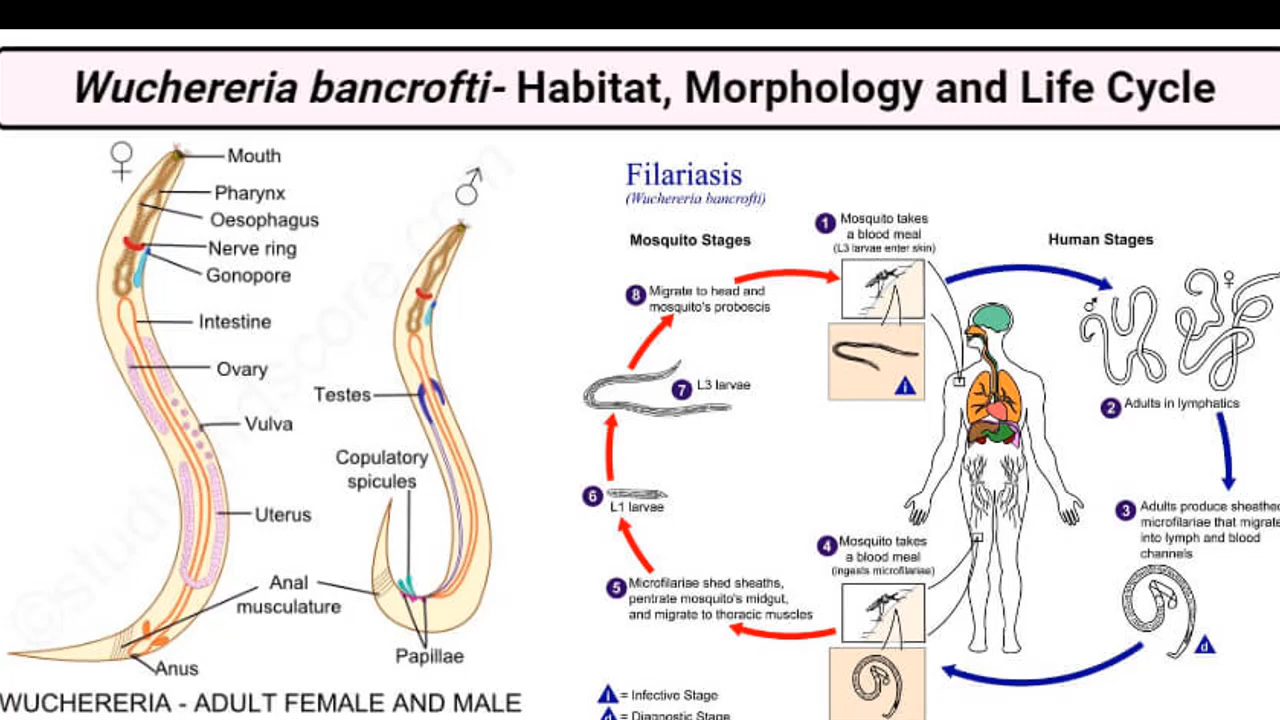 Wuchereria bancrofti- Habitat, Morphology and Life Cycle
Mouth
Pharynx
Oesophagus
Nerve ring
Gonopore
Intestine
Ovary
Vulva
Uterus
Anal
musculature
Anus
Testes
Copulatory
spicules
Papillae
WUCHERERIA - ADULT FEMALE AND MALE
Filariasis
(Wuchereria bancrofti)
Mosquito Stages
Human Stages
1 Mosquito takes
a blood meal
(L3 larvae enter skin)
i
2 Adults in lymphatics
3 Adults produce sheathed
microfilariae that migrate
into lymph and blood
channels
d
4 Mosquito takes
a blood meal
(ingests microfilariae)
5 Microfilariae shed sheaths,
pentrate mosquito's midgut,
and migrate to thoracic muscles
6
L1 larvae
7 L3 larvae
8 Migrate to head and
mosquito's proboscis
i = Infective Stage
d = Diagnostic Stage